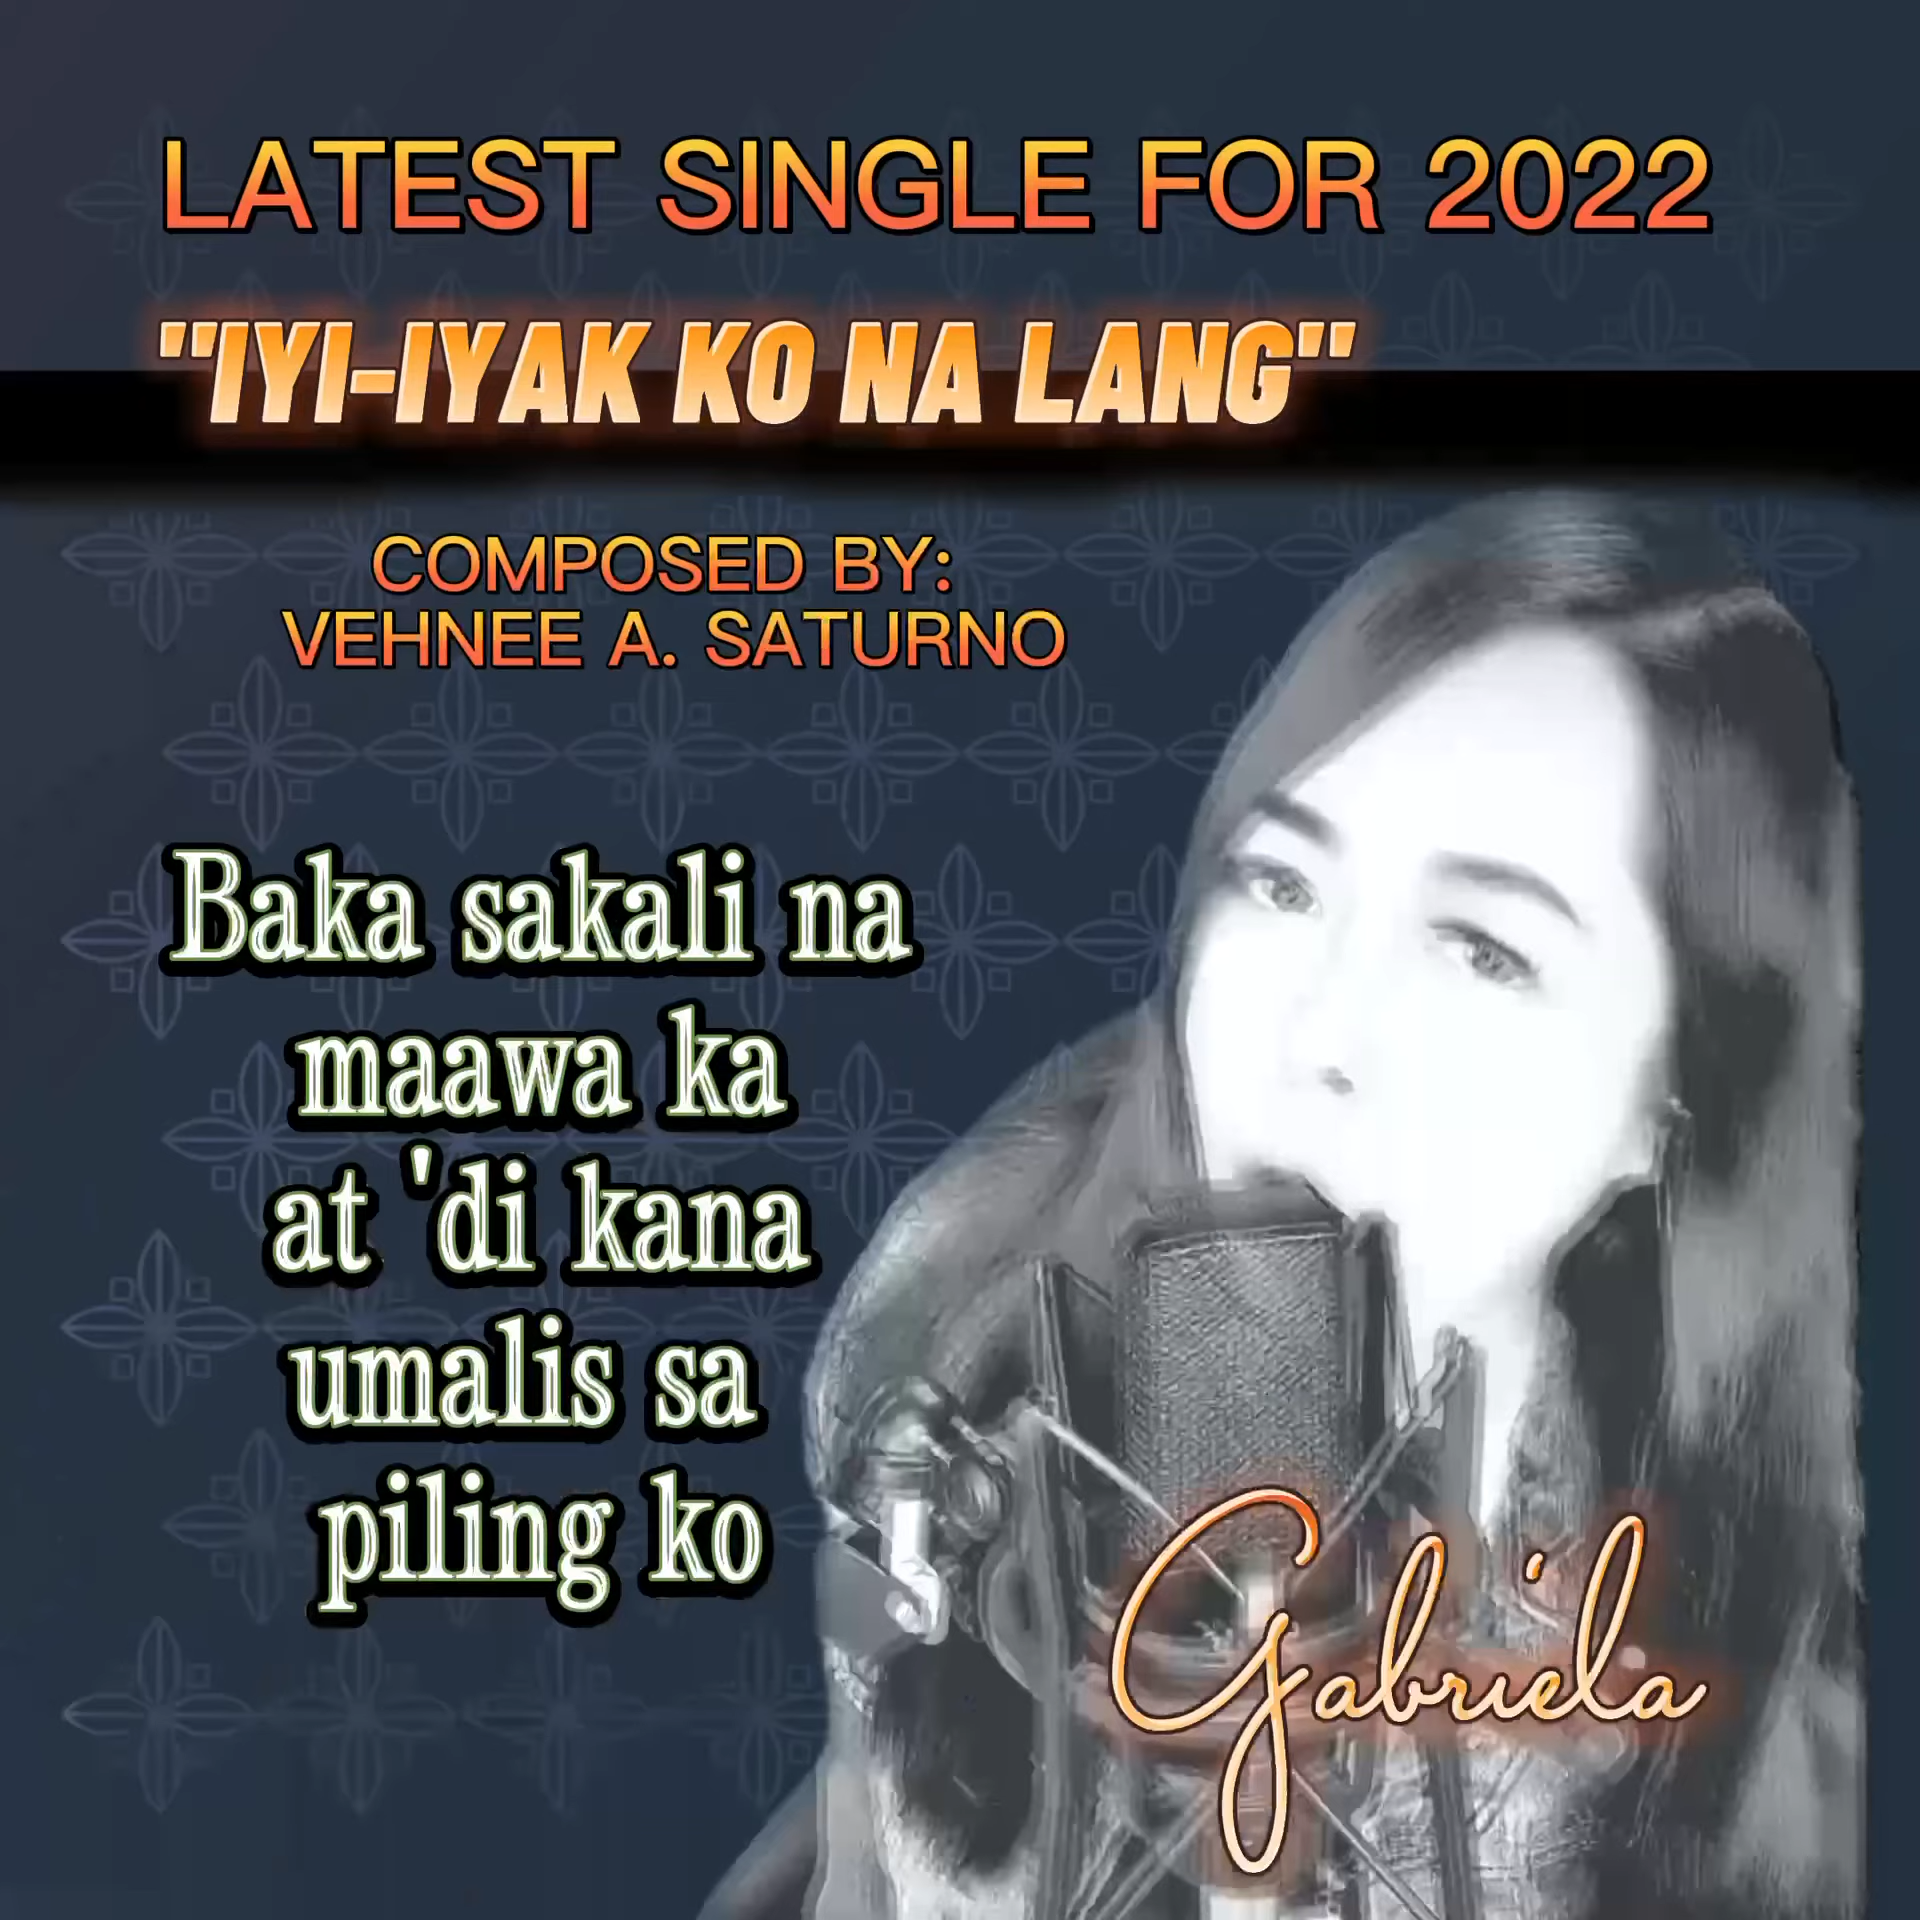 LATEST SINGLE FOR 2022
"IYI-IYAK KO NA LANG"
COMPOSED BY:
VEHNEE A. SATURNO
Baka sakali na
maawa ka
at 'di kana
umalis sa
piling ko
Gabriela